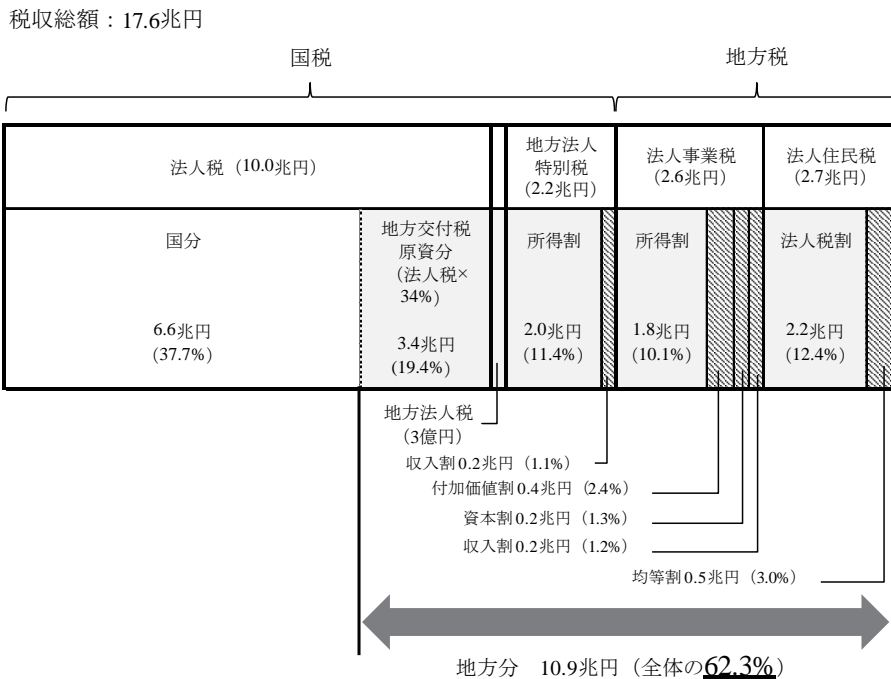 税収総額：17.6兆円
国税
地方税
法人税（10.0兆円）
地方法人
特別税
（2.2兆円）
法人事業税
（2.6兆円）
法人住民税
（2.7兆円）
国分
6.6兆円
(37.7%)
地方交付税
原資分
（法人税×
34%）
3.4兆円
(19.4%)
所得割
2.0兆円
(11.4%)
所得割
1.8兆円
(10.1%)
法人税割
2.2兆円
(12.4%)
地方法人税
（3億円）
収入割0.2兆円（1.1%）
付加価値割0.4兆円（2.4%）
資本割0.2兆円（1.3%）
収入割0.2兆円（1.2%）
均等割0.5兆円（3.0%）
地方分　10.9兆円（全体の62.3%）